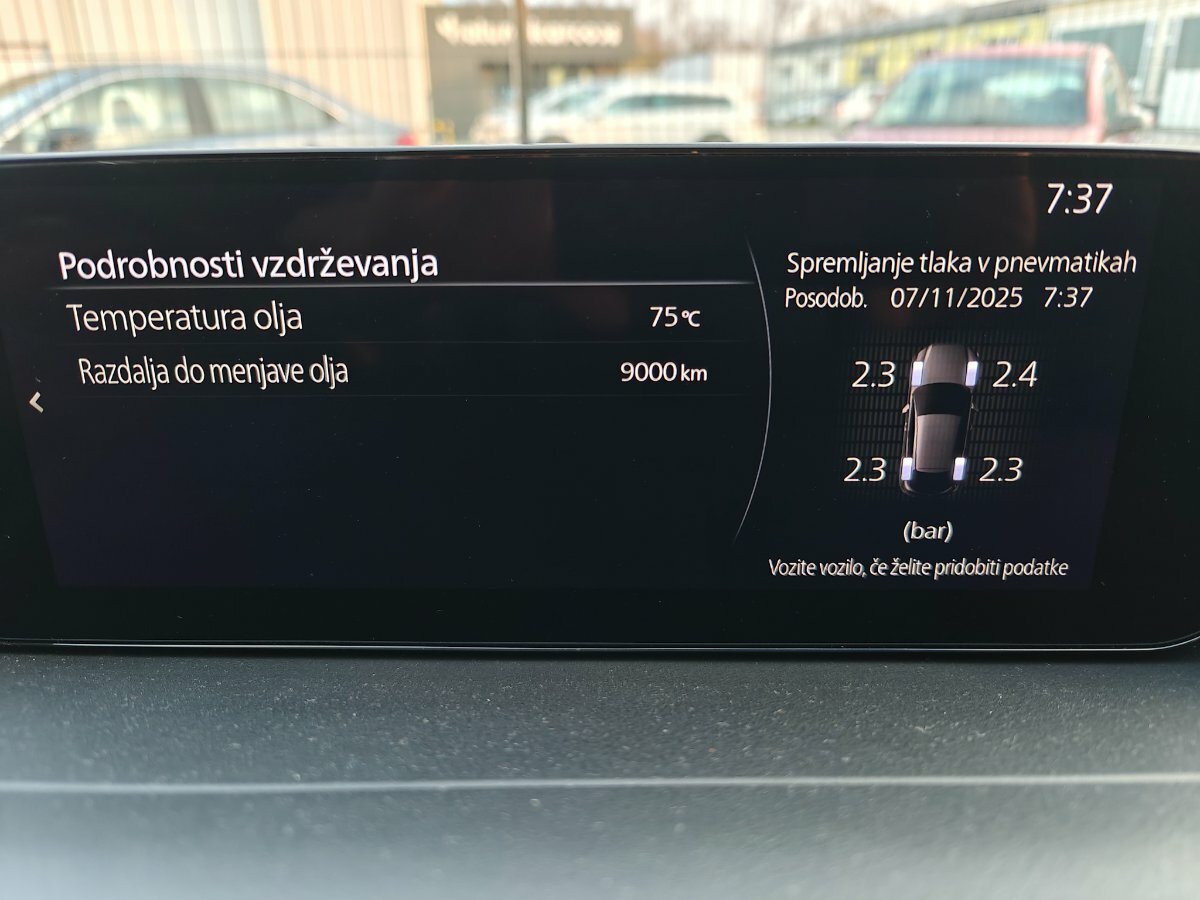 7:37
Podrobnosti vzdrževanja
Temperatura olja 75°C
Razdalja do menjave olja 9000 km
Spremljanje tlaka v pnevmatikah
Posodob. 07/11/2025 7:37
2.3 2.4
2.3 2.3
(bar)
Vozite vozilo, če želite pridobiti podatke